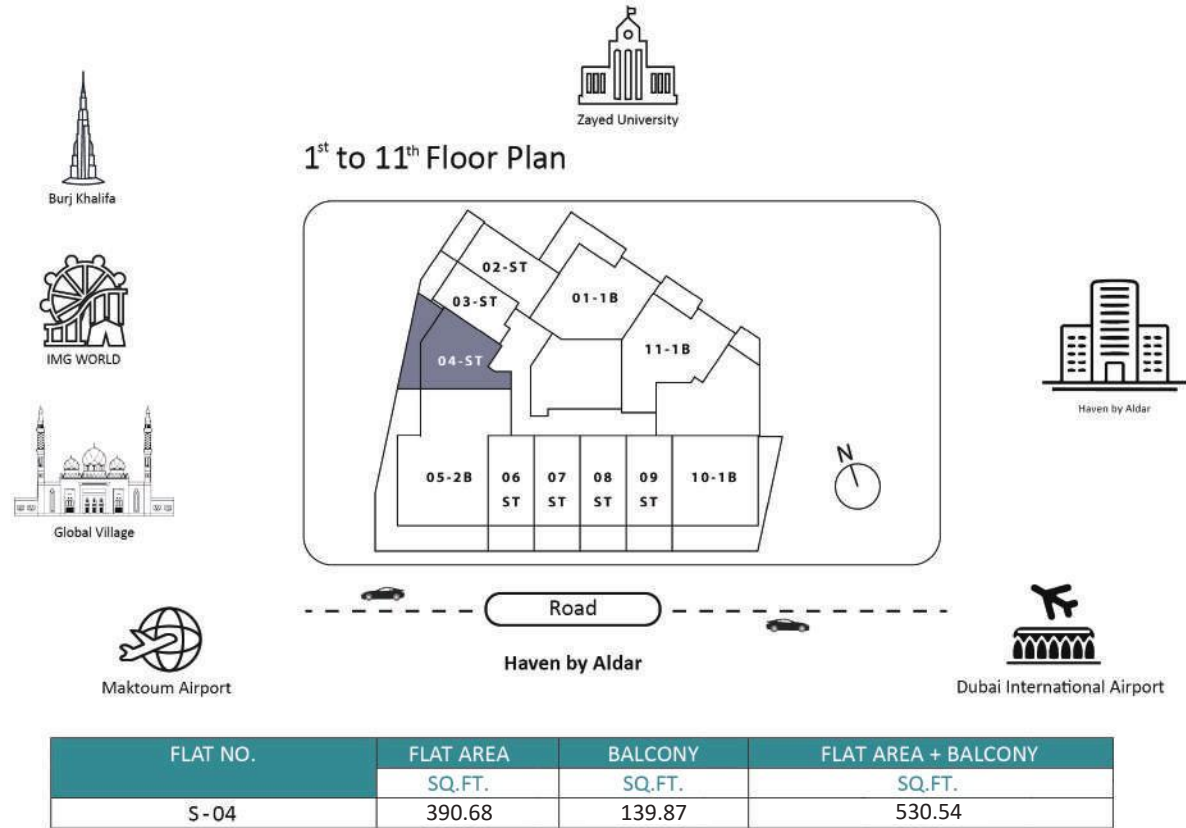 Zayed University
Burj Khalifa
1st to 11th Floor Plan
02-ST
03-ST
01-1B
04-ST
11-1B
IMG WORLD
Haven by Aldar
N
05-2B
06
ST
07
ST
08
ST
09
ST
10-1B
Global Village
Road
Haven by Aldar
Maktoum Airport
Dubai International Airport
FLAT NO. FLAT AREA BALCONY FLAT AREA + BALCONY
SQ.FT. SQ.FT. SQ.FT.
S-04 390.68 139.87 530.54